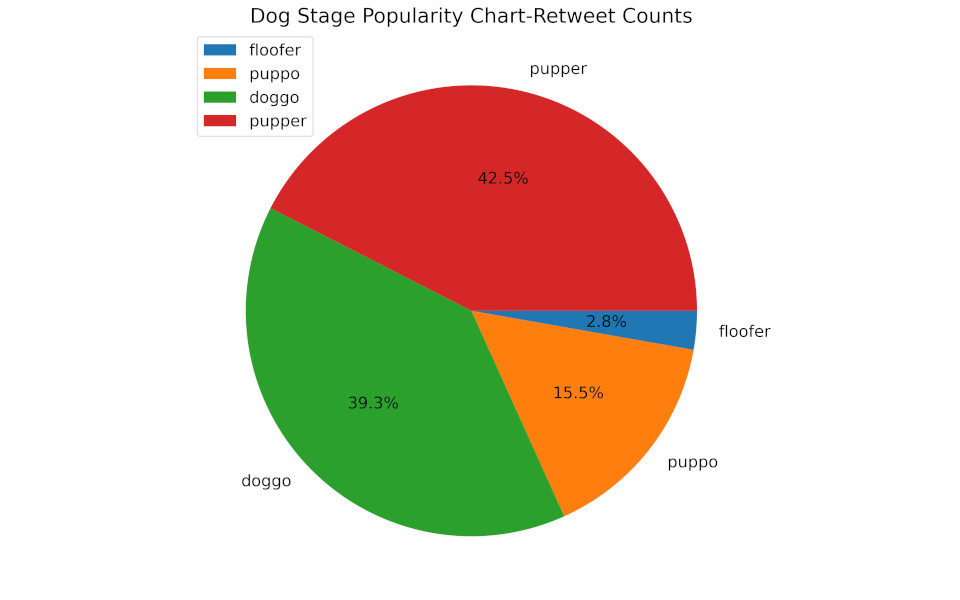 Dog Stage Popularity Chart-Retweet Counts
floofer
puppo
doggo
pupper
pupper
42.5%
2.8%
floofer
15.5%
39.3%
puppo
doggo